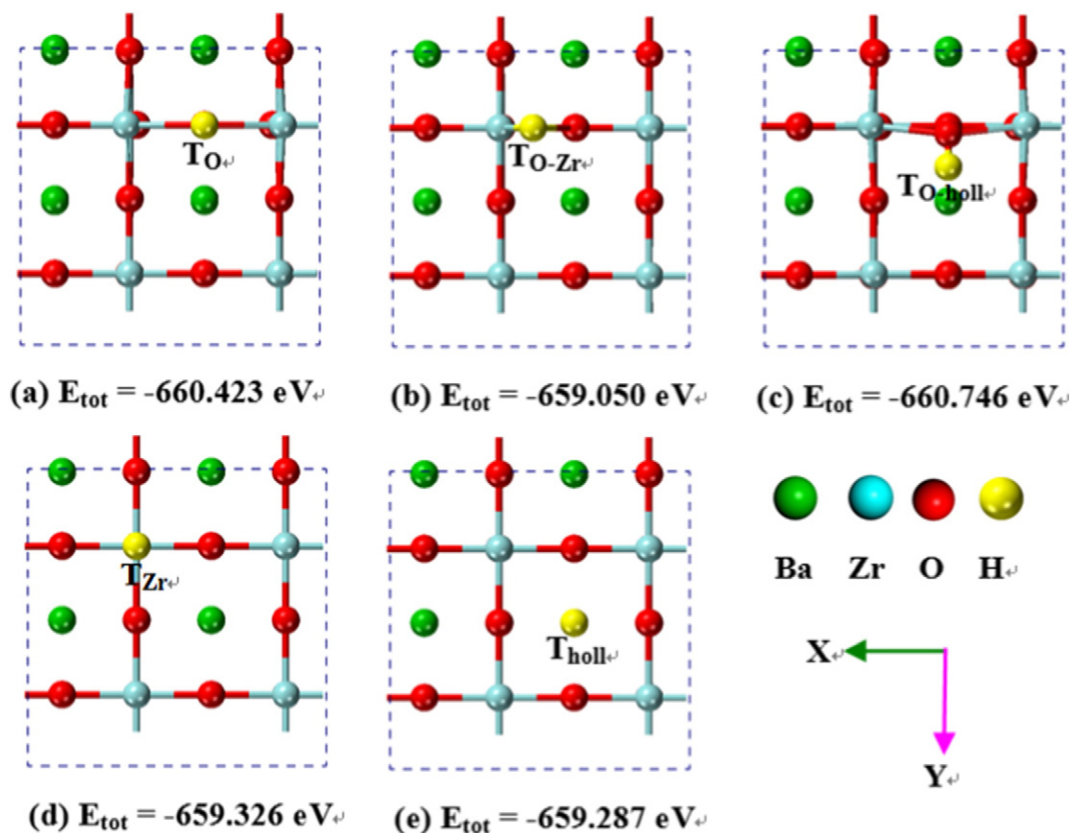 T_O↵
T_O-Zr↵
T_O-holl↵
(a) E_tot = -660.423 eV↵
(b) E_tot = -659.050 eV↵
(c) E_tot = -660.746 eV↵
T_Zr↵
T_holl↵
Ba Zr O H↵
X↵
Y↵
(d) E_tot = -659.326 eV↵
(e) E_tot = -659.287 eV↵